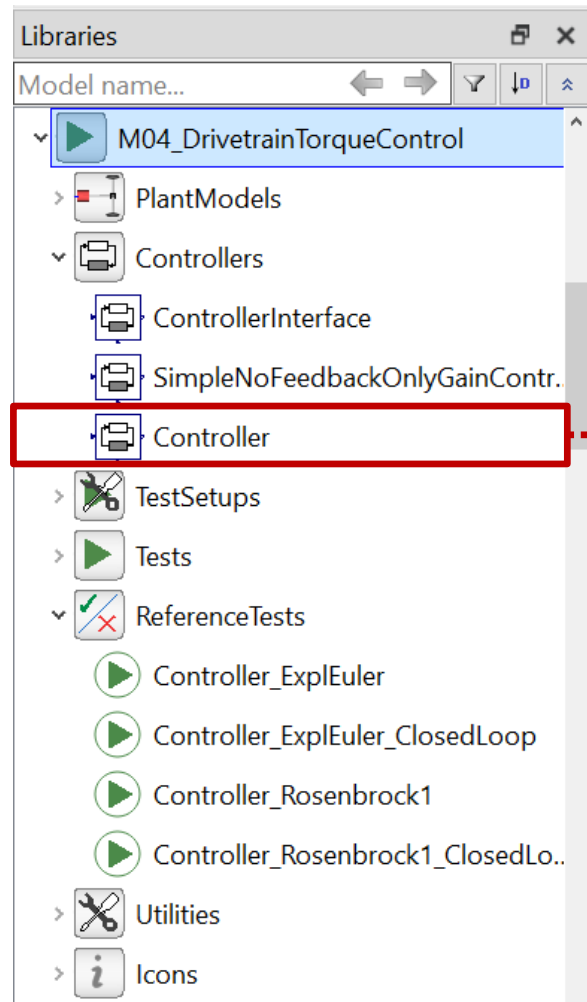 Libraries
Model name...
M04_DrivetrainTorqueControl
PlantModels
Controllers
ControllerInterface
SimpleNoFeedbackOnlyGainContr..
Controller
TestSetups
Tests
ReferenceTests
Controller_ExplEuler
Controller_ExplEuler_ClosedLoop
Controller_Rosenbrock1
Controller_Rosenbrock1_ClosedLo..
Utilities
Icons